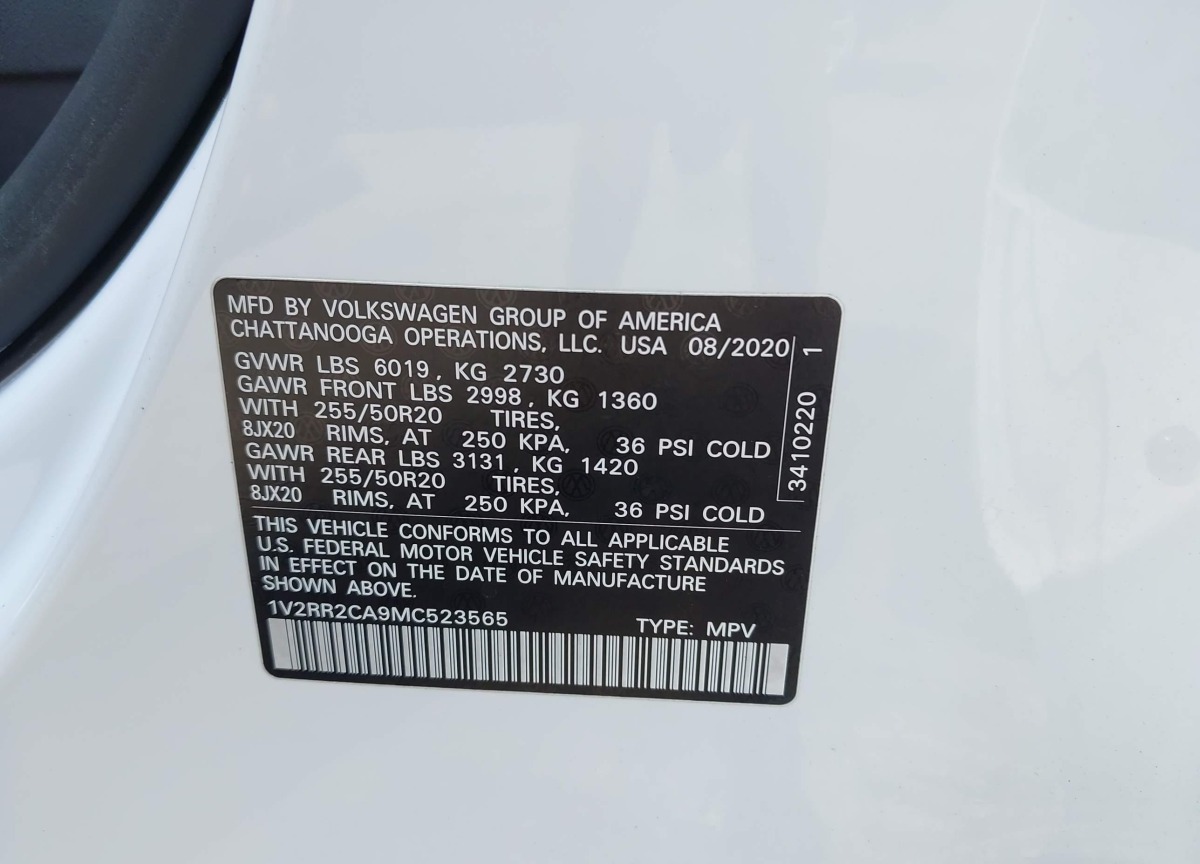 MFD BY VOLKSWAGEN GROUP OF AMERICA
CHATTANOOGA OPERATIONS, LLC. USA 08/2020
GVWR LBS 6019, KG 2730
GAWR FRONT LBS 2998, KG 1360
WITH 255/50R20 TIRES,
8JX20 RIMS, AT 250 KPA, 36 PSI COLD
GAWR REAR LBS 3131, KG 1420
WITH 255/50R20 TIRES,
8JX20 RIMS, AT 250 KPA, 36 PSI COLD
3410220 1
THIS VEHICLE CONFORMS TO ALL APPLICABLE
U.S. FEDERAL MOTOR VEHICLE SAFETY STANDARDS
IN EFFECT ON THE DATE OF MANUFACTURE
SHOWN ABOVE.
1V2RR2CA9MC523565 TYPE: MPV